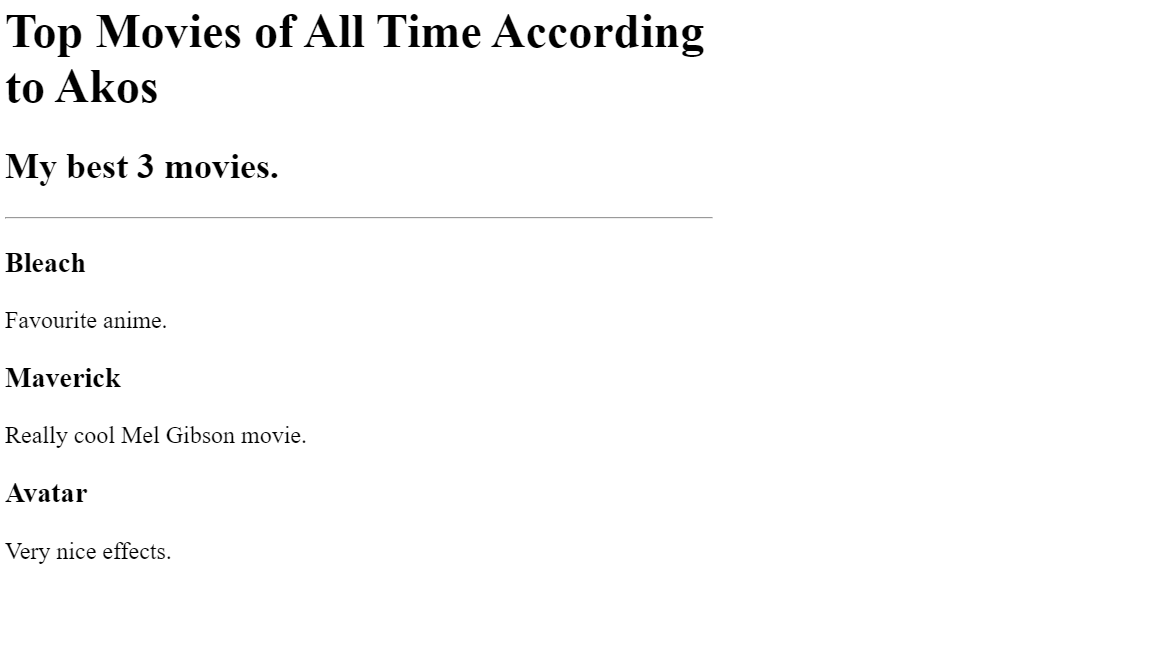 Top Movies of All Time According
to Akos
My best 3 movies.
Bleach
Favourite anime.
Maverick
Really cool Mel Gibson movie.
Avatar
Very nice effects.